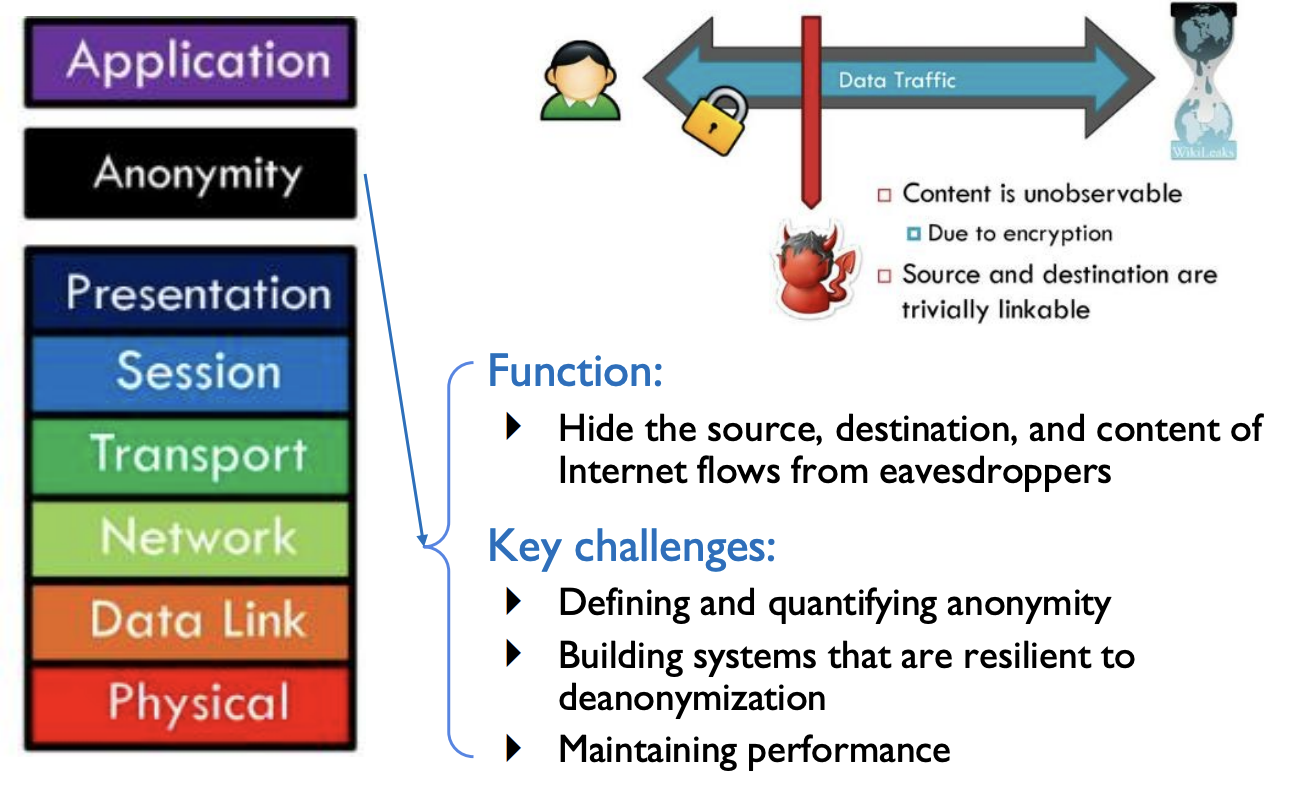 Application
Anonymity
Presentation
Session
Transport
Network
Data Link
Physical
Data Traffic
WikiLeaks
Content is unobservable
Due to encryption
Source and destination are
trivially linkable
Function:
Hide the source, destination, and content of
Internet flows from eavesdroppers
Key challenges:
Defining and quantifying anonymity
Building systems that are resilient to
deanonymization
Maintaining performance